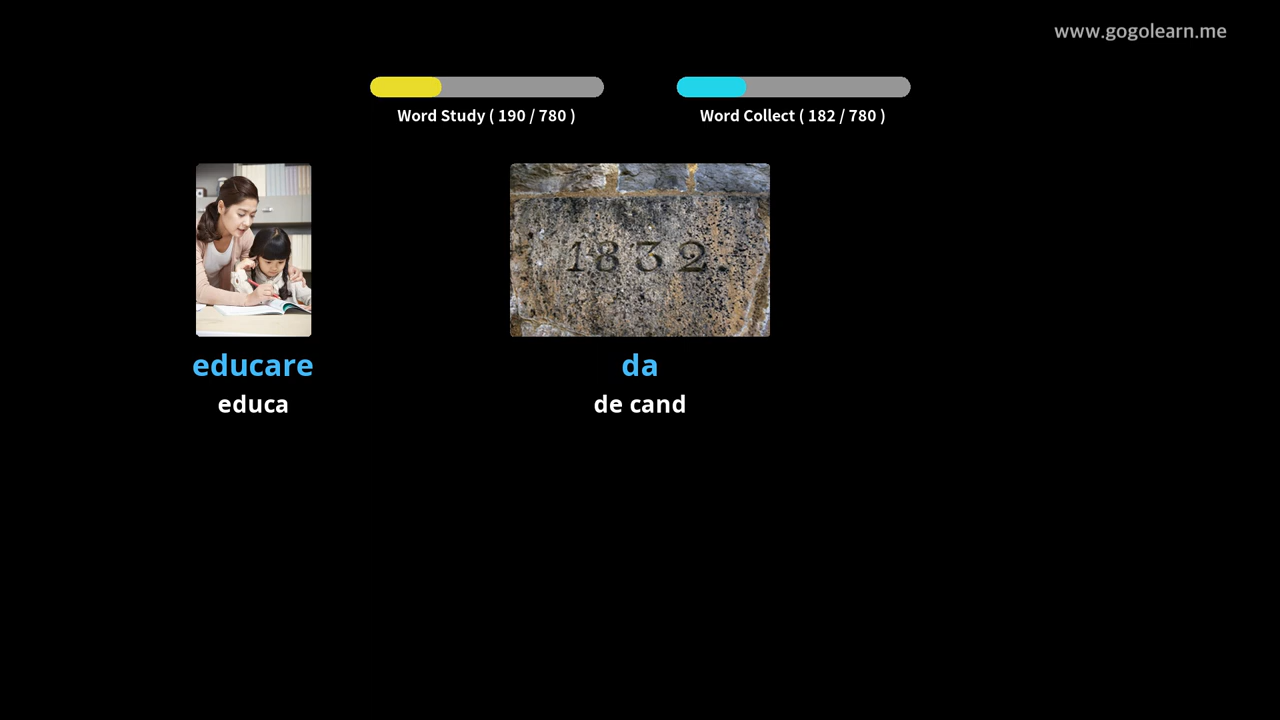 www.gogolearn.me
Word Study ( 190 / 780 )
Word Collect ( 182 / 780 )
1832.
educare
da
educa
de cand